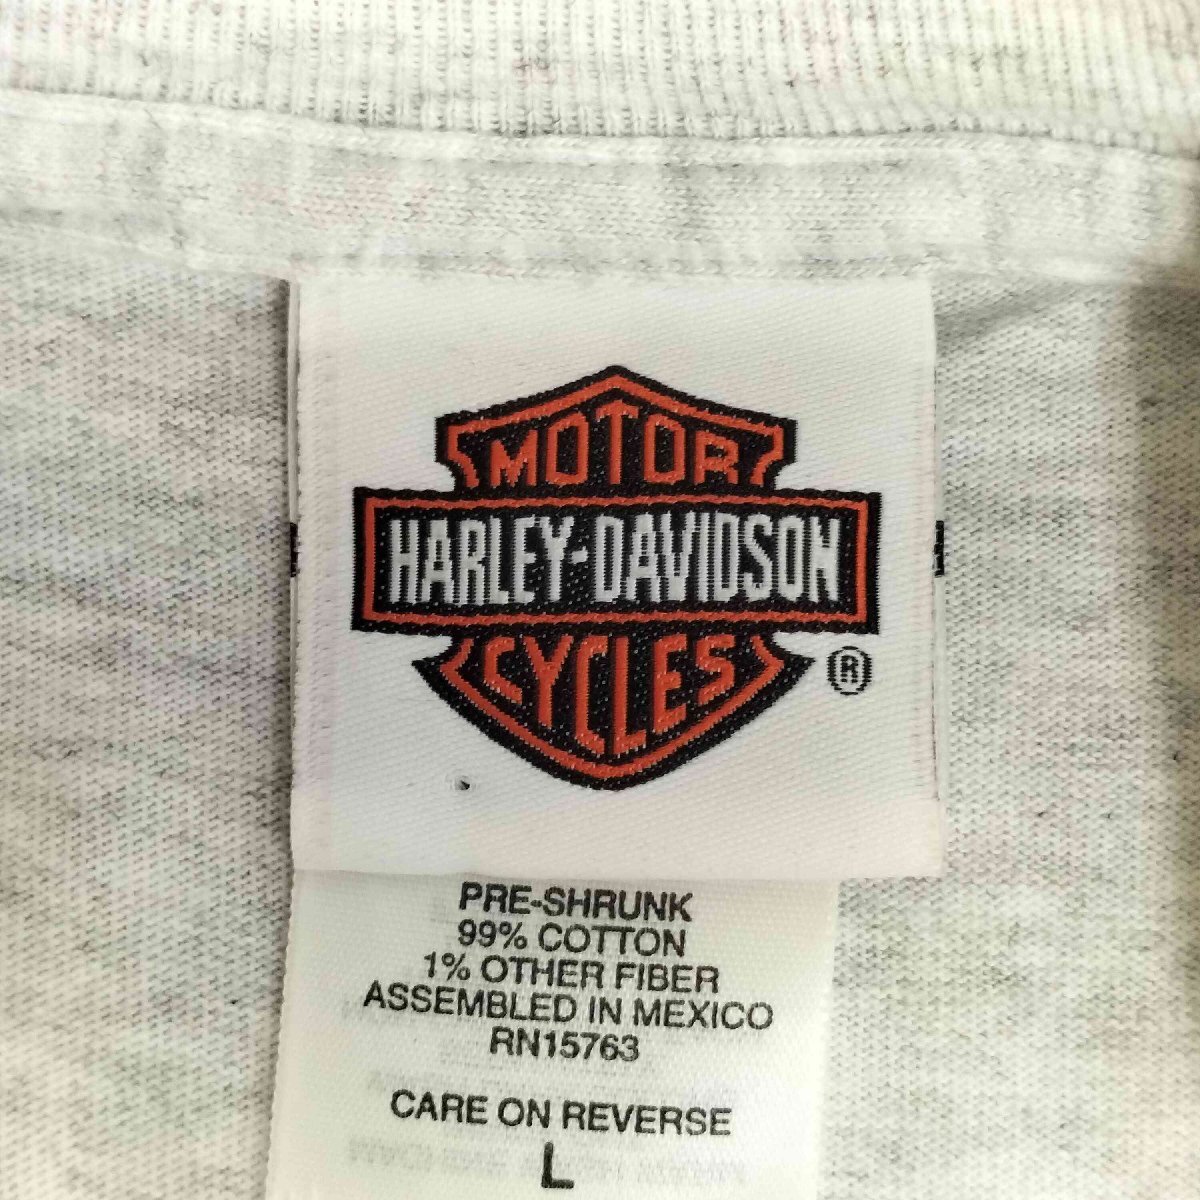 MOTOR
HARLEY-DAVIDSON
CYCLES
®
PRE-SHRUNK
99% COTTON
1% OTHER FIBER
ASSEMBLED IN MEXICO
RN15763
CARE ON REVERSE
L